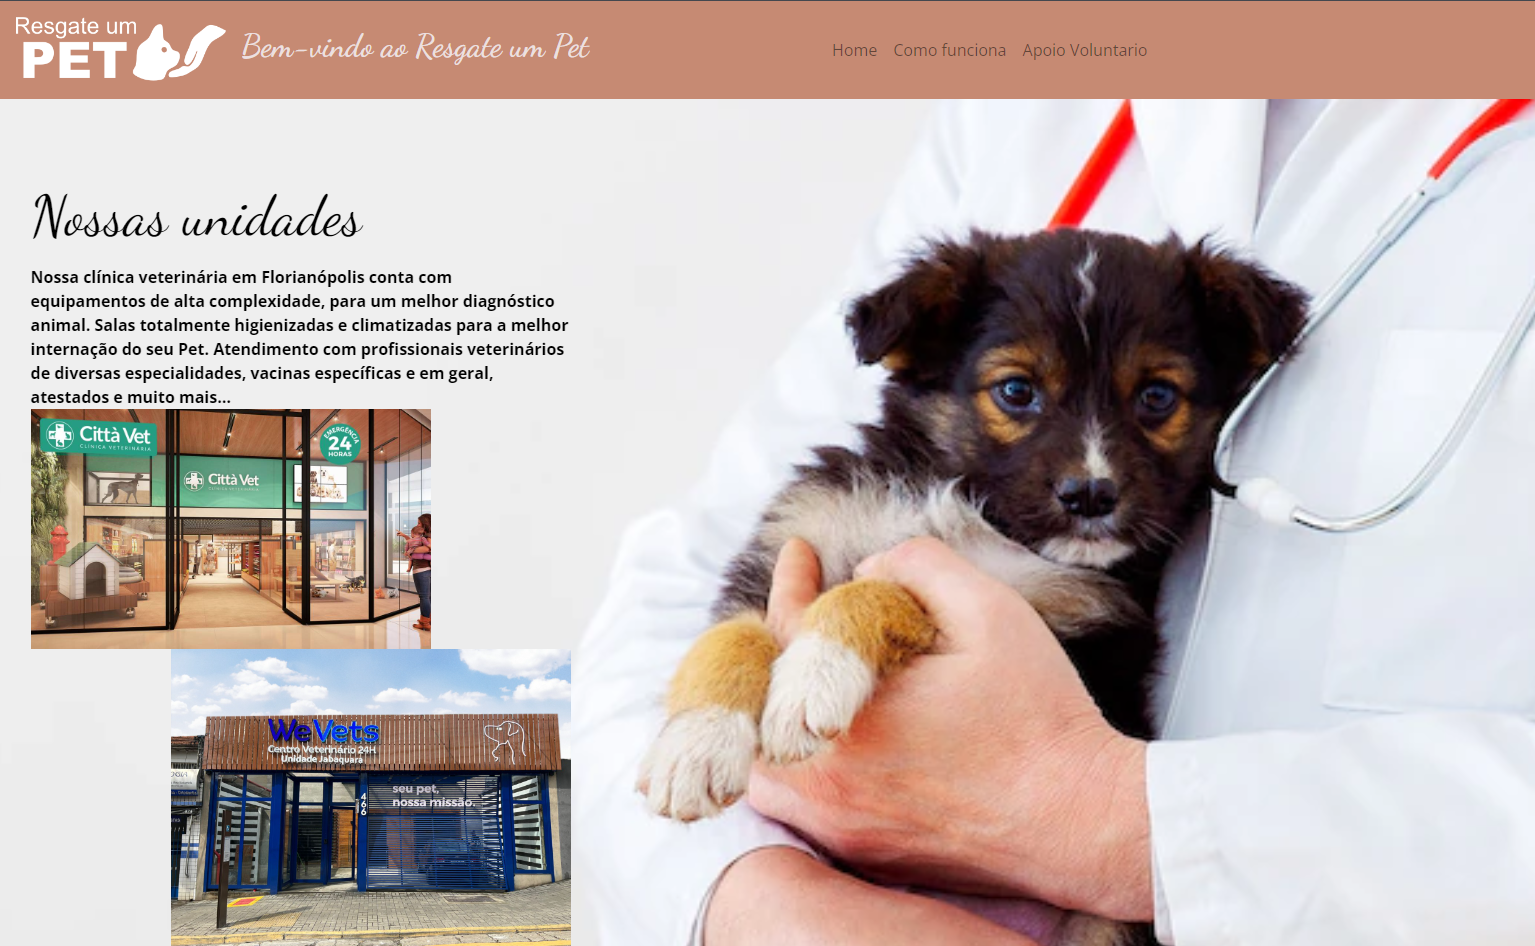 Resgate um
PET
Bem-vindo ao Resgate um Pet
Home Como funciona Apoio Voluntario
Nossas unidades
Nossa clínica veterinária em Florianópolis conta com
equipamentos de alta complexidade, para um melhor diagnóstico
animal. Salas totalmente higienizadas e climatizadas para a melhor
internação do seu Pet. Atendimento com profissionais veterinários
de diversas especialidades, vacinas específicas e em geral,
atestados e muito mais...
Città Vet
CLÍNICA VETERINÁRIA
EMERGÊNCIA
24
HORAS
Città Vet
WeVets
Centro Veterinário 24H
Unidade Jabaquara
seu pet,
nossa missão.
466